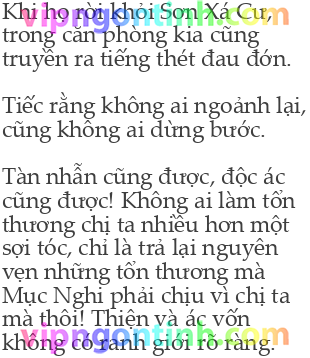 Khi họ rời khỏi Sơn Xá Cư,
vipngontinh.com
trong căn phòng kia cũng
truyền ra tiếng thét đau đớn.
Tiếc rằng không ai ngoảnh lại,
cũng không ai dừng bước.
Tàn nhẫn cũng được, độc ác
cũng được! Không ai làm tổn
thương chị ta nhiều hơn một
sợi tóc, chỉ là trả lại nguyên
vẹn những tổn thương mà
Mục Nghi phải chịu vì chị ta
mà thôi! Thiện và ác vốn
vipngontinh.com
không có ranh giới rõ ràng.